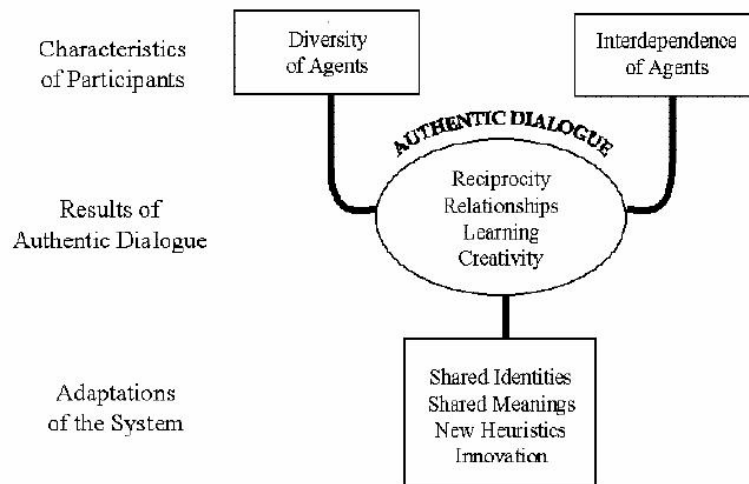 Characteristics
of Participants
Diversity
of Agents
Interdependence
of Agents
AUTHENTIC DIALOGUE
Results of
Authentic Dialogue
Reciprocity
Relationships
Learning
Creativity
Adaptations
of the System
Shared Identities
Shared Meanings
New Heuristics
Innovation